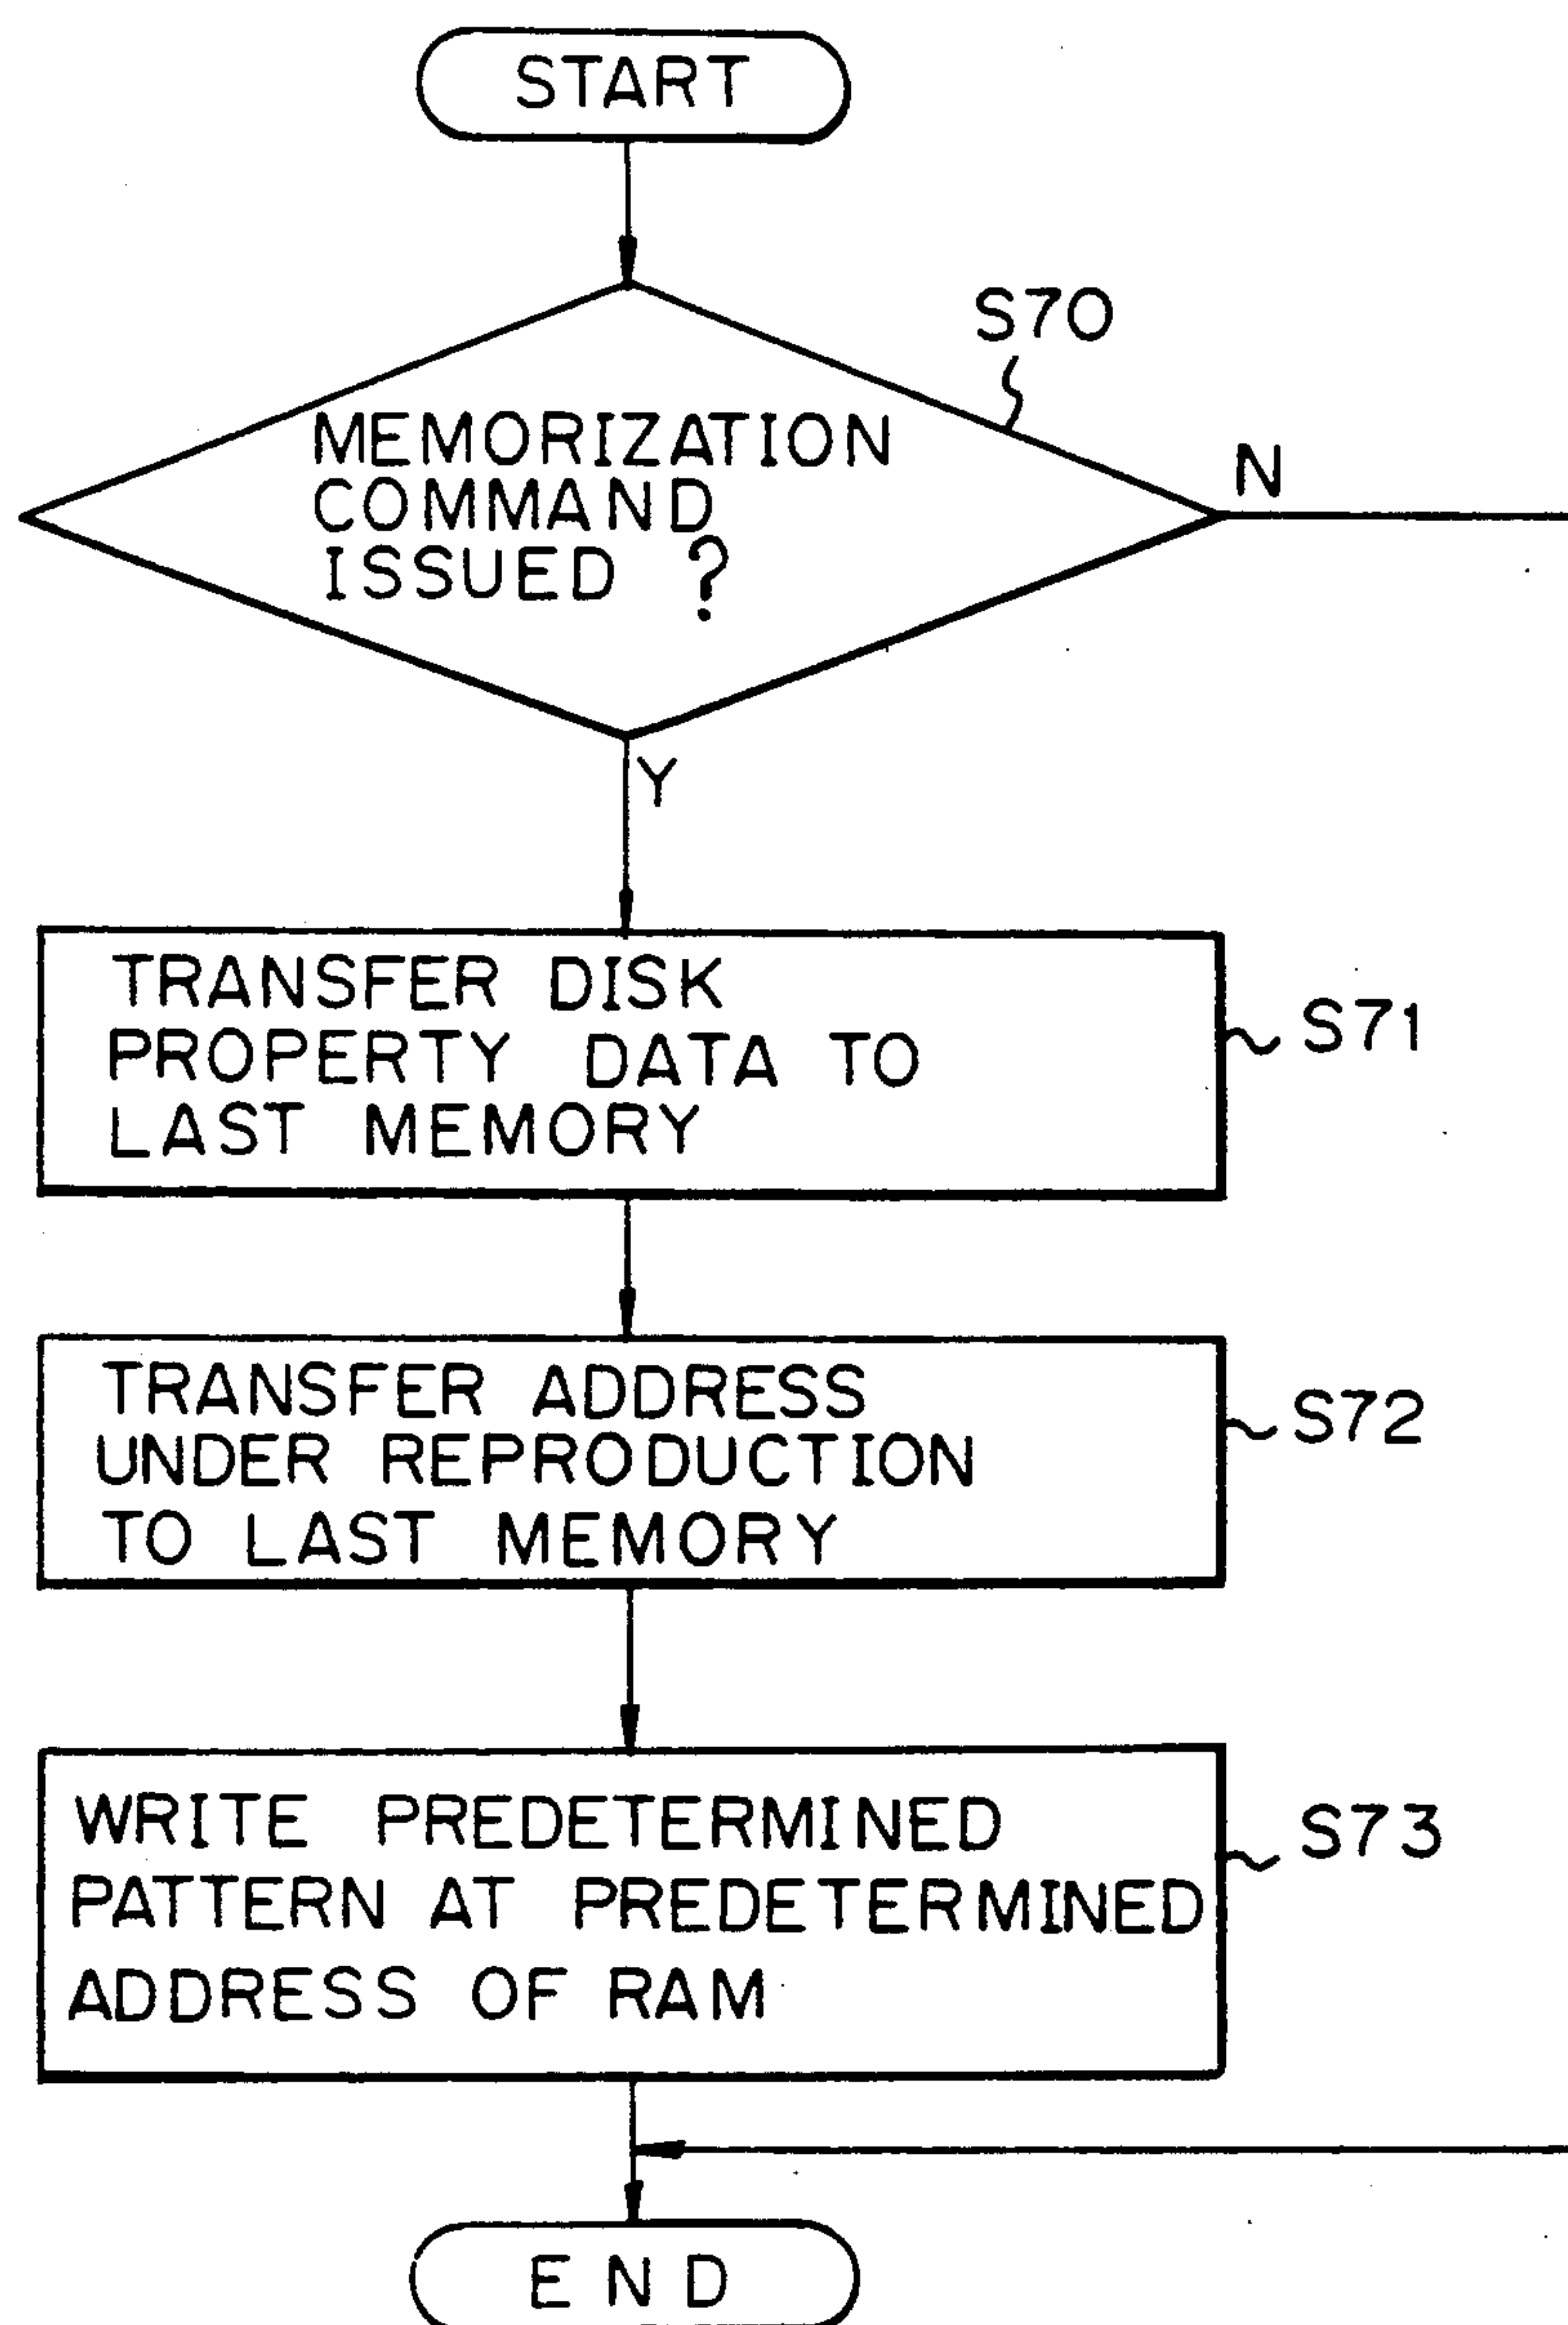 START
S70
MEMORIZATION
COMMAND
ISSUED ?
N
Y
TRANSFER DISK
PROPERTY DATA TO
LAST MEMORY
S71
TRANSFER ADDRESS
UNDER REPRODUCTION
TO LAST MEMORY
S72
WRITE PREDETERMINED
PATTERN AT PREDETERMINED
ADDRESS OF RAM
S73
END